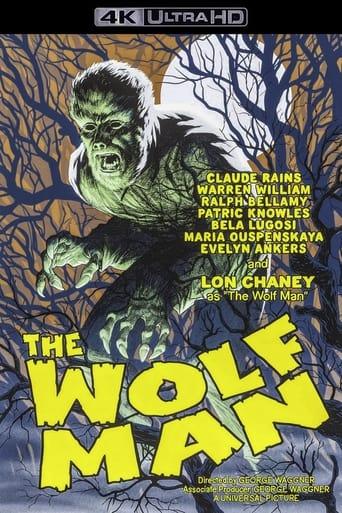 4K ULTRA HD
CLAUDE RAINS
WARREN WILLIAM
RALPH BELLAMY
PATRIC KNOWLES
BELA LUGOSI
MARIA OUSPENSKAYA
EVELYN ANKERS
and
LON CHANEY
as "The Wolf Man"
THE
WOLF
MAN
Directed by GEORGE WAGGNER
Associate Producer GEORGE WAGGNER
A UNIVERSAL PICTURE